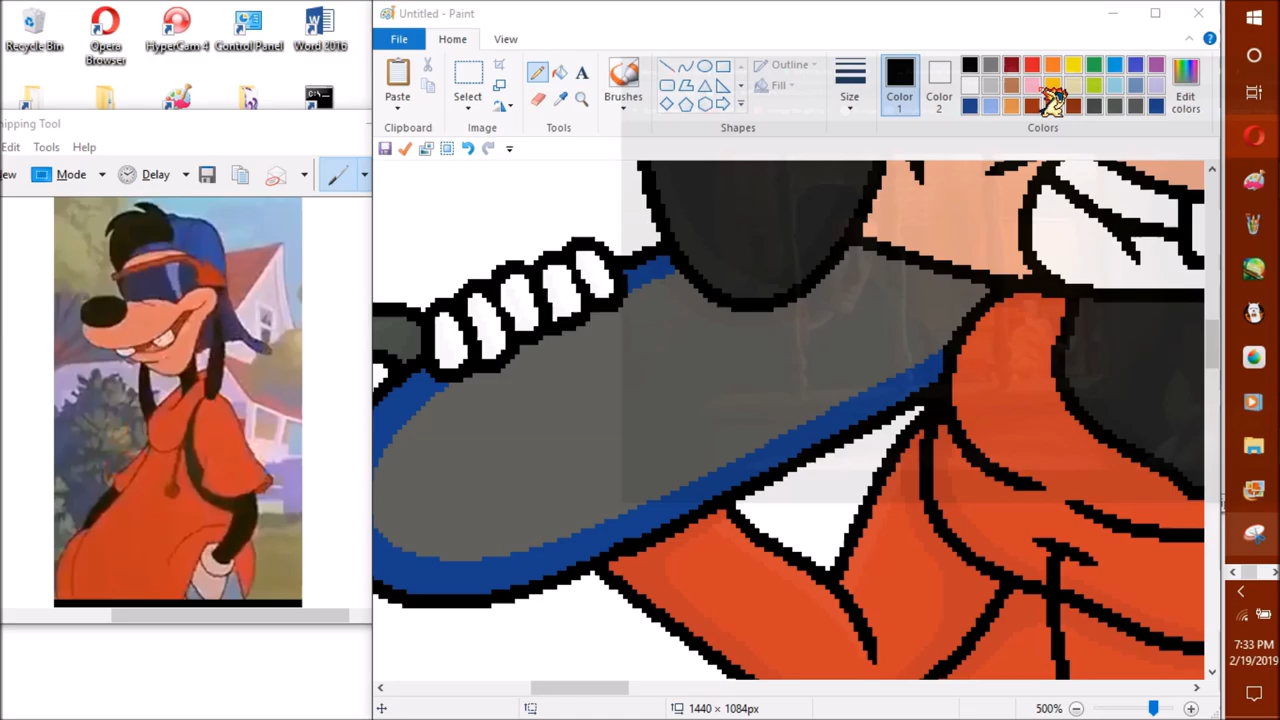 Untitled - Paint
File Home View
Recycle Bin
Opera Browser
HyperCam 4
Control Panel
Word 2016
Paste
Select
Brushes
Outline
Fill
Size
Color 1
Color 2
Edit colors
Clipboard
Image
Tools
Shapes
Colors
nipping Tool
Edit Tools Help
ew Mode Delay
1440 × 1084px
500%
7:33 PM
2/19/2019